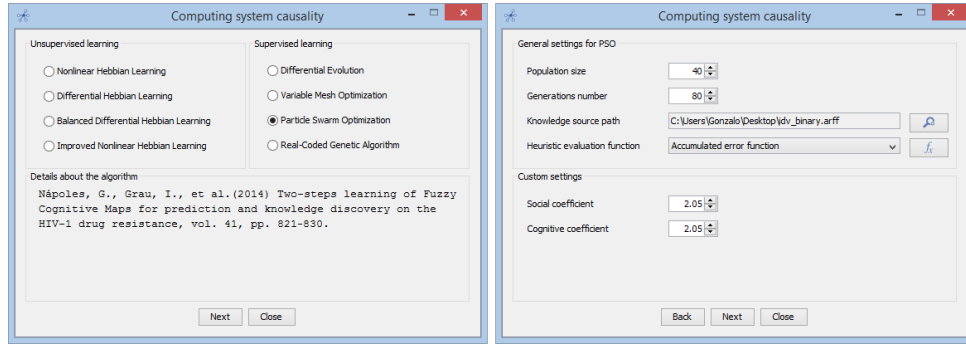 Computing system causality
Unsupervised learning
Nonlinear Hebbian Learning
Differential Hebbian Learning
Balanced Differential Hebbian Learning
Improved Nonlinear Hebbian Learning
Supervised learning
Differential Evolution
Variable Mesh Optimization
Particle Swarm Optimization
Real-Coded Genetic Algorithm
Details about the algorithm
Nápoles, G., Grau, I., et al.(2014) Two-steps learning of Fuzzy
Cognitive Maps for prediction and knowledge discovery on the
HIV-1 drug resistance, vol. 41, pp. 821-830.
Next Close
Computing system causality
General settings for PSO
Population size 40
Generations number 80
Knowledge source path C:\Users\Gonzalo\Desktop\idv_binary.arff
Heuristic evaluation function Accumulated error function fx
Custom settings
Social coefficient 2.05
Cognitive coefficient 2.05
Back Next Close